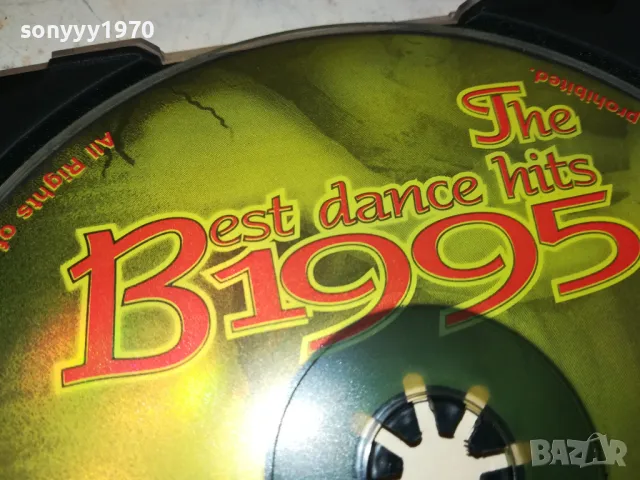 sonyyy1970
prohibited.
The
Best dance hits
1995
All Rights of
BAZAR